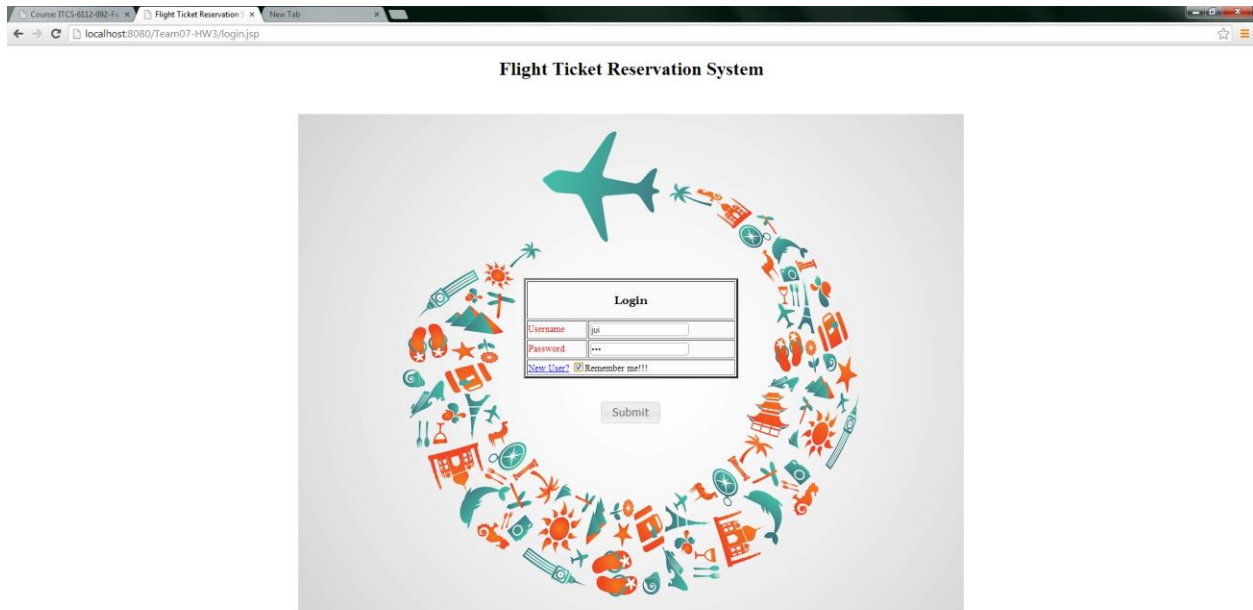 Course: ITCS-6112-092-Fa
Flight Ticket Reservation S
New Tab
localhost:8080/Team07-HW3/login.jsp
Flight Ticket Reservation System
Login
Username jui
Password •••
New User? Remember me!!!
Submit